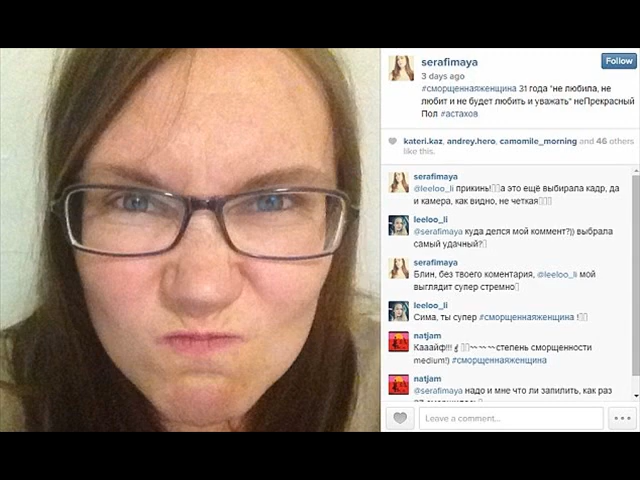 serafimaya
Follow
3 days ago
#сморщеннаяженщина 31 года "не любила, не
любит и не будет любить и уважать" неПрекрасный
Пол #астахов
kateri.kaz, andrey.hero, camomile_morning and 46 others
like this.
serafimaya
@leeloo_li прикинь! а это ещё выбирала кадр, да
и камера, как видно, не четкая
leeloo_li
@serafimaya куда делся мой коммент?)) выбрала
самый удачный?
serafimaya
Блин, без твоего коментария, @leeloo_li мой
выглядит супер стремно
leeloo_li
Сима, ты супер #сморщеннаяженщина !
natjam
Кааайф!!! степень сморщенности
medium!) #сморщеннаяженщина
natjam
@serafimaya надо и мне что ли запилить, как раз
Leave a comment...